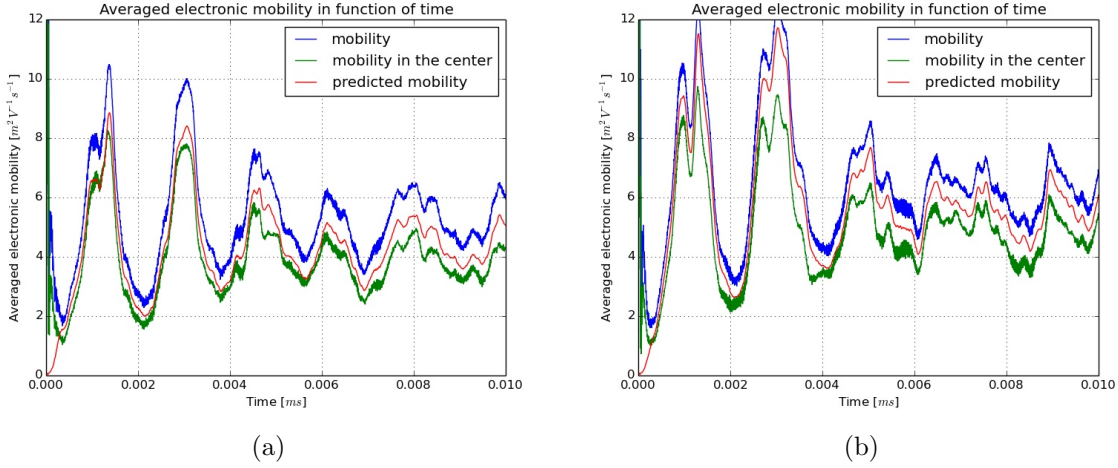 Averaged electronic mobility in function of time
12
10
8
6
4
2
0
Averaged electronic mobility [m² V⁻¹ s⁻¹]
mobility
mobility in the center
predicted mobility
0.000 0.002 0.004 0.006 0.008 0.010
Time [ms]
(a)
Averaged electronic mobility in function of time
12
10
8
6
4
2
0
Averaged electronic mobility [m² V⁻¹ s⁻¹]
mobility
mobility in the center
predicted mobility
0.000 0.002 0.004 0.006 0.008 0.010
Time [ms]
(b)